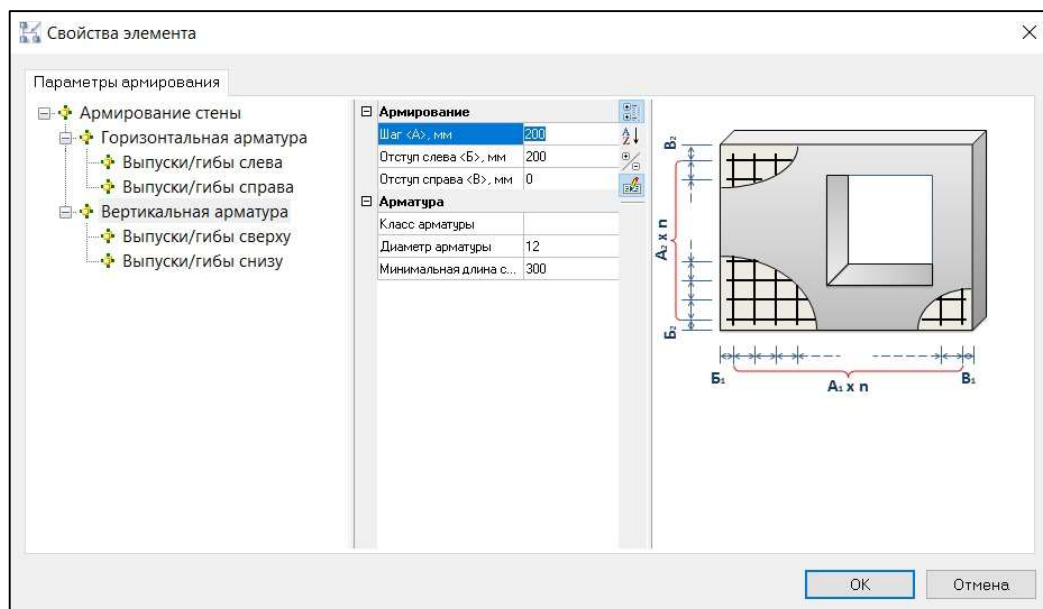 Свойства элемента
Параметры армирования
Армирование стены
Горизонтальная арматура
Выпуски/гибы слева
Выпуски/гибы справа
Вертикальная арматура
Выпуски/гибы сверху
Выпуски/гибы снизу
Армирование
Шаг <А>, мм 200
Отступ слева <Б>, мм 200
Отступ справа <В>, мм 0
Арматура
Класс арматуры
Диаметр арматуры 12
Минимальная длина с... 300
В₂
А₂ x n
Б₂
Б₁
А₁ x n
В₁
OK
Отмена